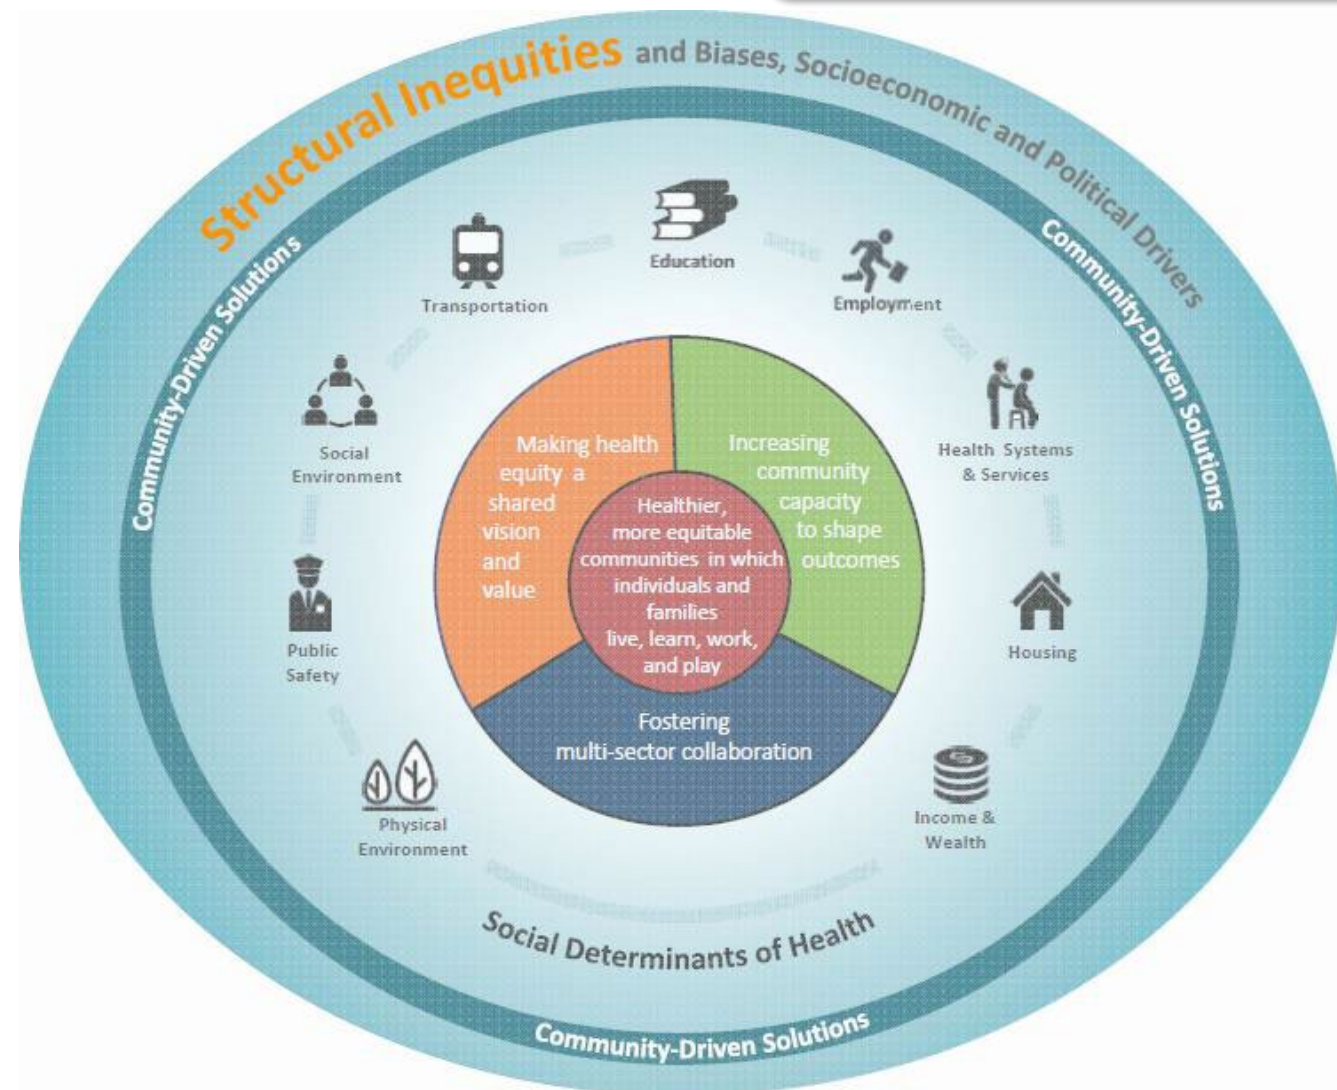 Structural Inequities and Biases, Socioeconomic and Political Drivers
Community-Driven Solutions
Community-Driven Solutions
Education
Transportation
Employment
Social
Environment
Health Systems
& Services
Public
Safety
Housing
Physical
Environment
Income &
Wealth
Making health
equity a
shared
vision
and
value
Increasing
community
capacity
to shape
outcomes
Healthier,
more equitable
communities in which
individuals and
families
live, learn, work,
and play
Fostering
multi-sector collaboration
Social Determinants of Health
Community-Driven Solutions